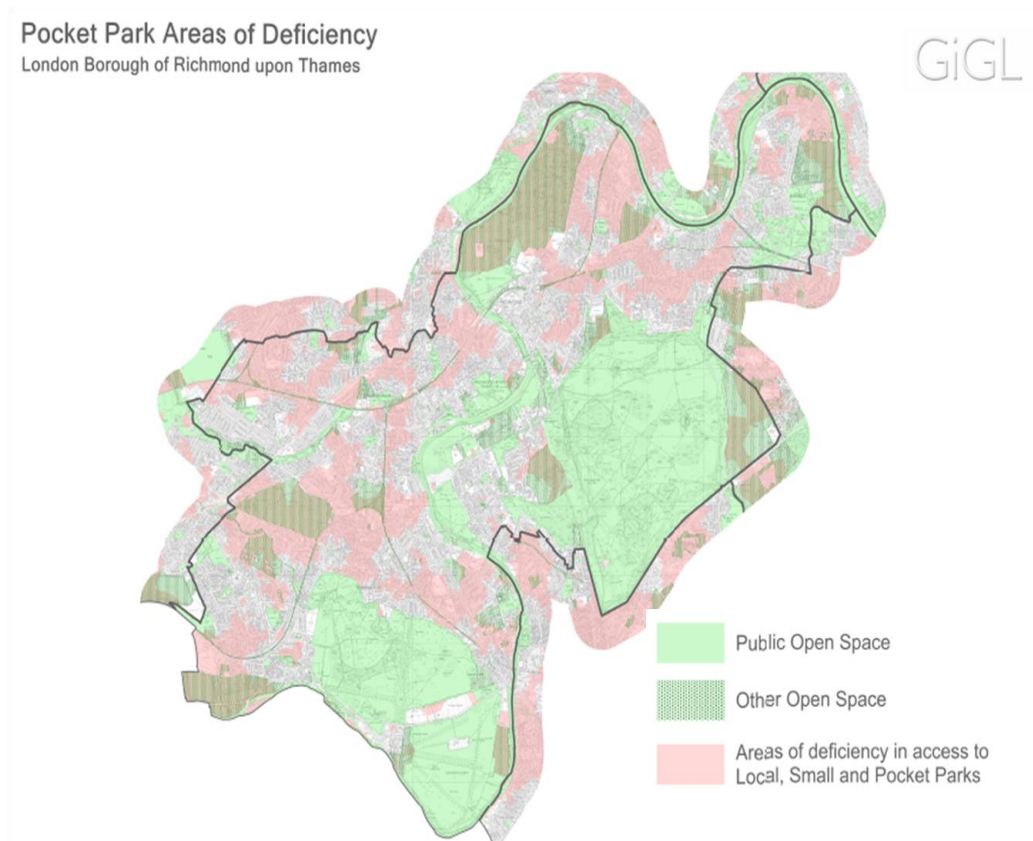 Pocket Park Areas of Deficiency
London Borough of Richmond upon Thames
GiGL
Public Open Space
Other Open Space
Areas of deficiency in access to
Local, Small and Pocket Parks